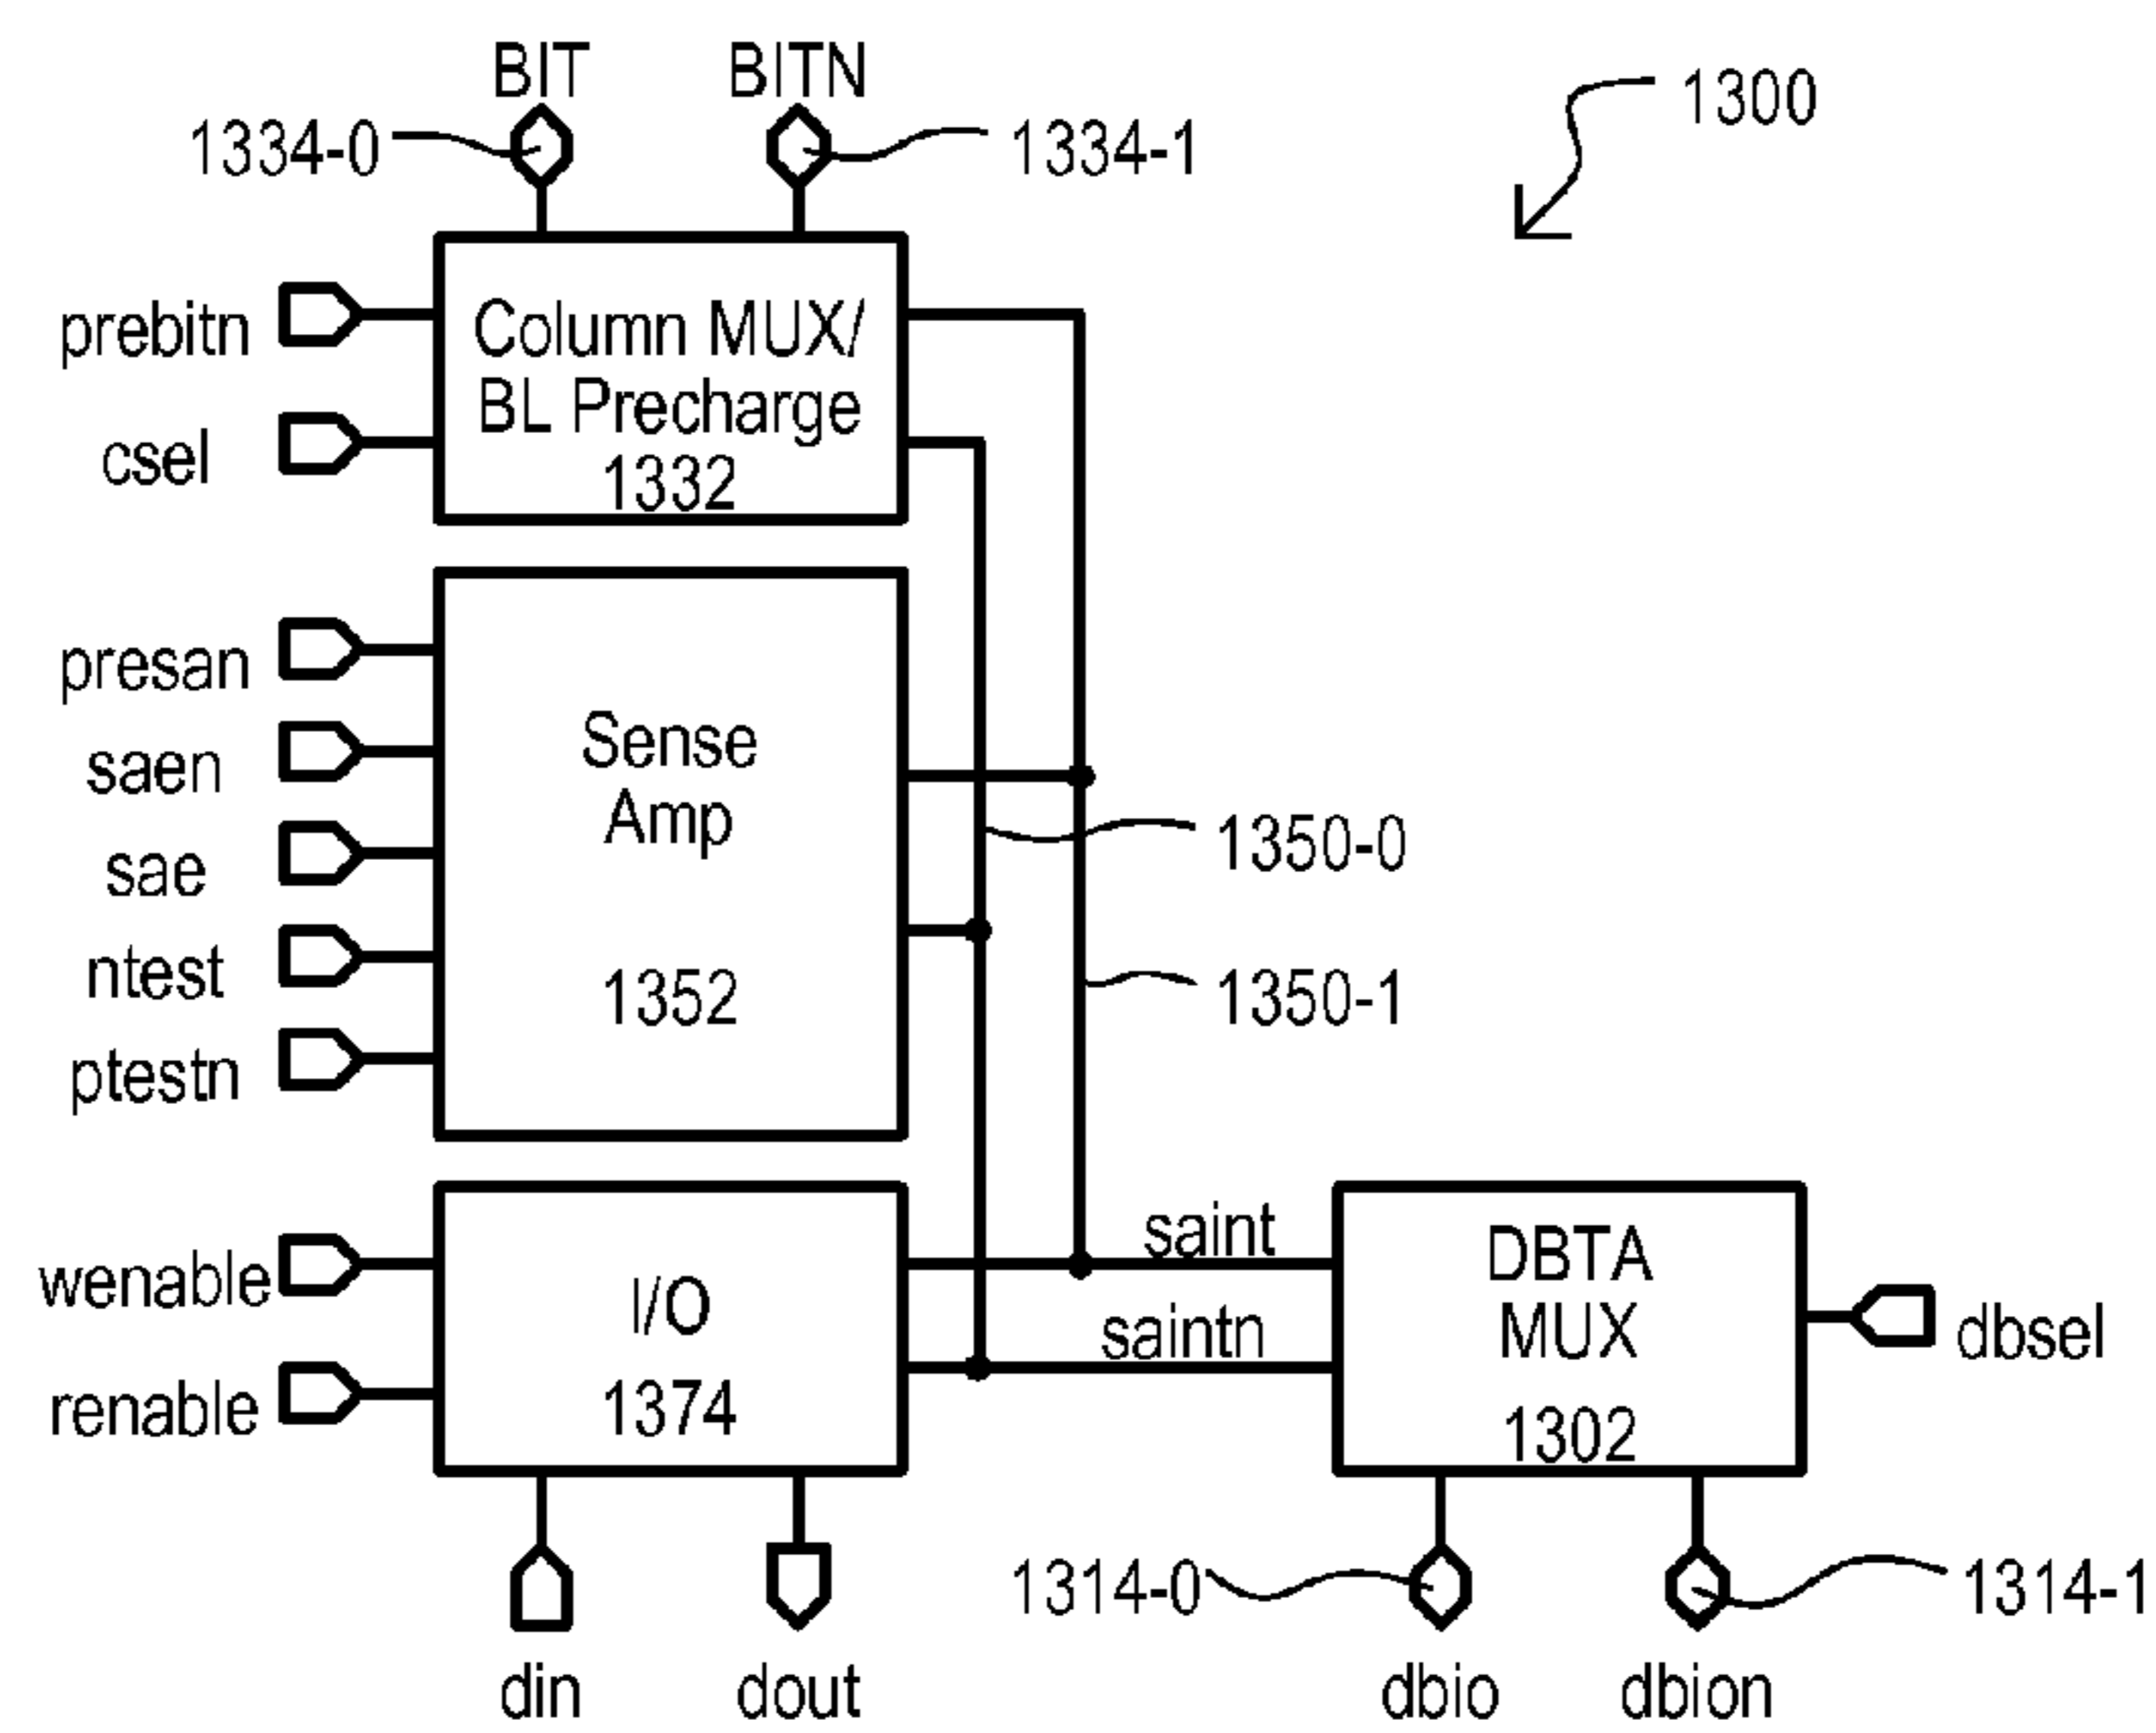 BIT
BITN
1300
1334-0
1334-1
prebitn
Column MUX/
BL Precharge
csel
1332
presan
Sense
saen
Amp
1350-0
sae
ntest
1352
1350-1
ptestn
saint
DBTA
wenable
I/O
saintn
MUX
dbsel
renable
1374
1302
1314-0
1314-1
din
dout
dbio
dbion